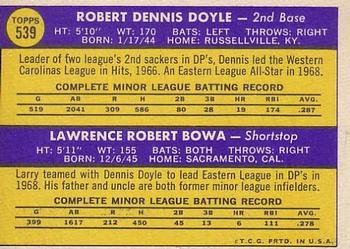 TOPPS
539
ROBERT DENNIS DOYLE – 2nd Base
HT: 5'10" WT: 170 BATS: LEFT THROWS: RIGHT
BORN: 1/17/44 HOME: RUSSELLVILLE, KY.
Leader of two league's 2nd sackers in DP's, Dennis led the Western
Carolinas League in Hits, 1966. An Eastern League All-Star in 1968.
COMPLETE MINOR LEAGUE BATTING RECORD
G AB R H 2B 3B HR RBI AVG.
519 2041 309 586 71 19 14 174 .287
LAWRENCE ROBERT BOWA – Shortstop
HT: 5'11" WT: 155 BATS: BOTH THROWS: RIGHT
BORN: 12/6/45 HOME: SACRAMENTO, CAL.
Larry teamed with Dennis Doyle to lead Eastern League in DP's in
1968. His father and uncle are both former minor league infielders.
COMPLETE MINOR LEAGUE BATTING RECORD
G AB R H 2B 3B HR RBI AVG.
399 1617 212 450 45 12 6 111 .278
©T.C.G. PRTD. IN U.S.A.